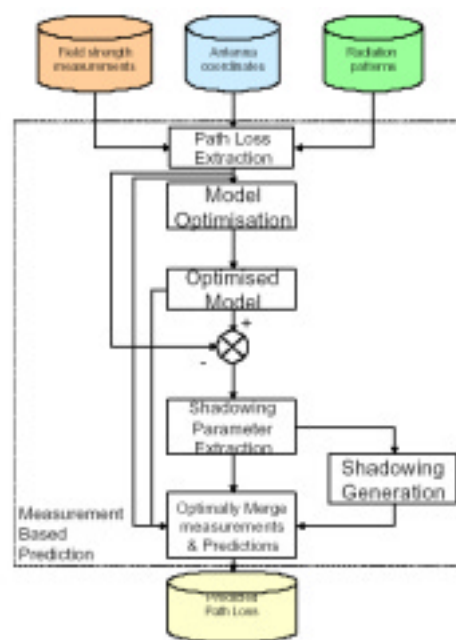 Field strength
measurements
Antenna
coordinates
Radiation
patterns
Path Loss
Extraction
Model
Optimisation
Optimised
Model
+
-
Shadowing
Parameter
Extraction
Shadowing
Generation
Optimally Merge
measurements
& Predictions
Measurement
Based
Prediction
Predicted
Path Loss